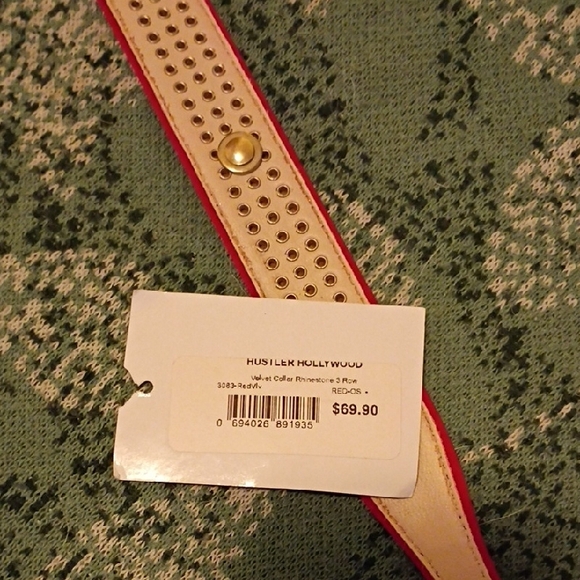 HUSTLER HOLLYWOOD
Velvet Collar Rhinestone 3 Row
3083-RedVlv
RED-OS
$69.90
0 694026 891935